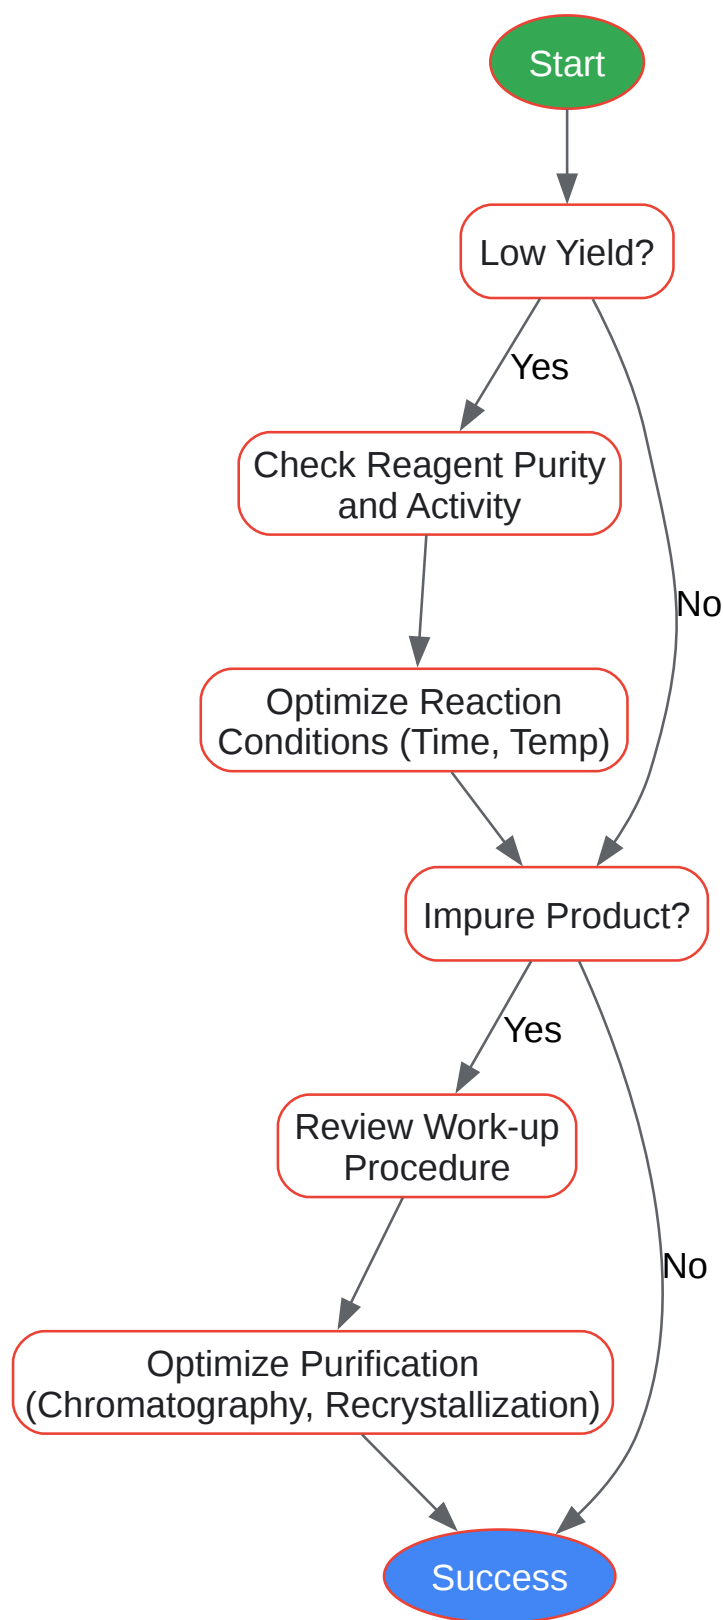 Start
Low Yield?
Yes
Check Reagent Purity
and Activity
No
Optimize Reaction
Conditions (Time, Temp)
Impure Product?
Yes
Review Work-up
Procedure
No
Optimize Purification
(Chromatography, Recrystallization)
Success